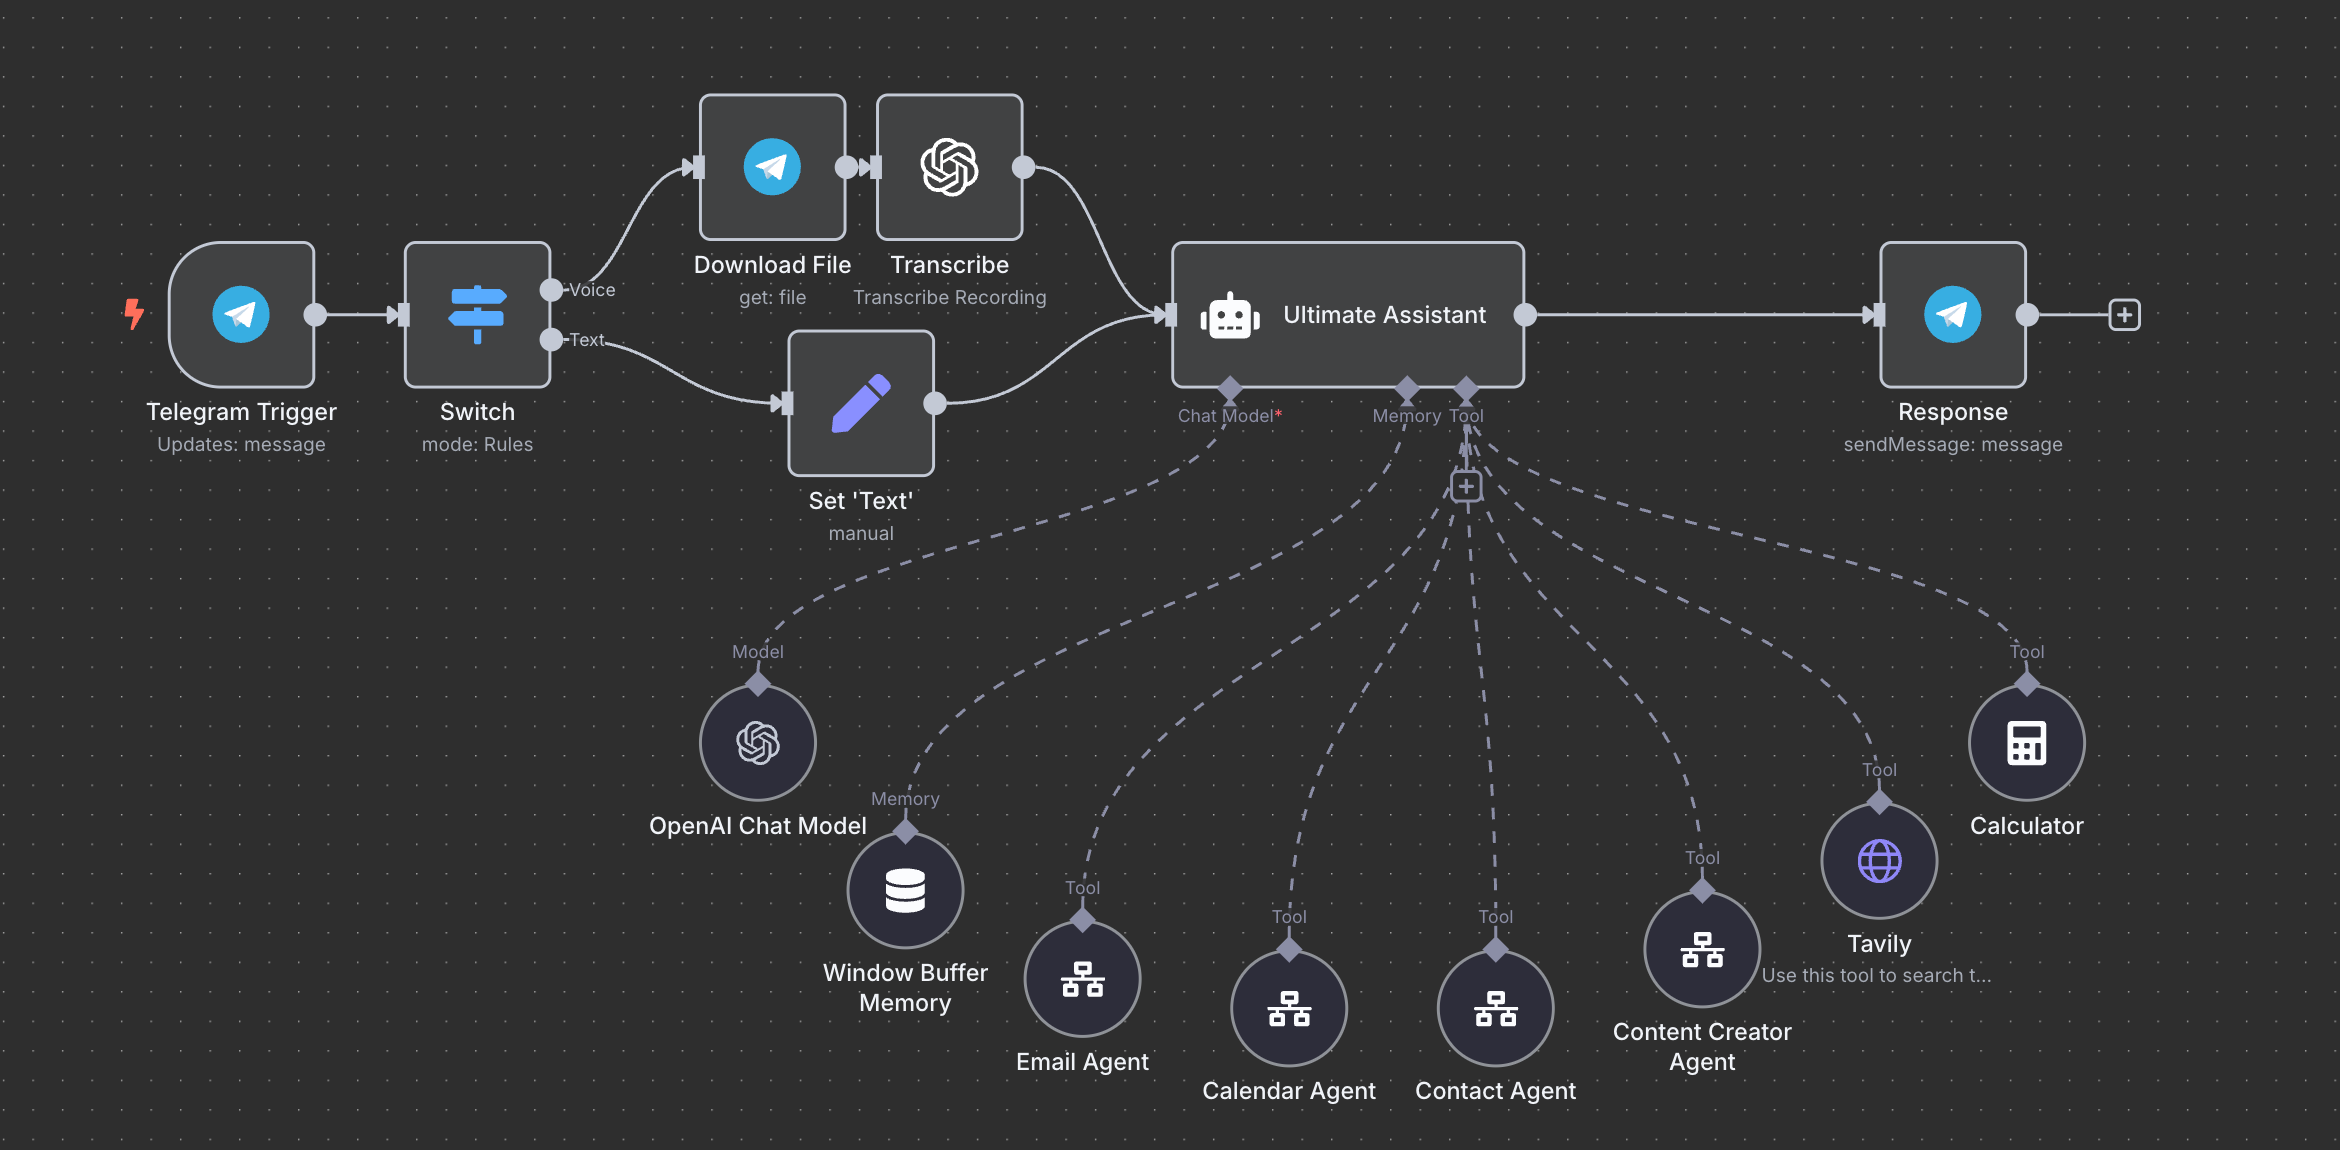 Voice
Text
Telegram Trigger
Updates: message
Switch
mode: Rules
Download File
get: file
Transcribe
Transcribe Recording
Set 'Text'
manual
Ultimate Assistant
Chat Model*
Memory
Tool
Response
sendMessage: message
Model
OpenAI Chat Model
Memory
Window Buffer
Memory
Tool
Email Agent
Tool
Calendar Agent
Tool
Contact Agent
Tool
Content Creator
Agent
Tool
Tavily
Use this tool to search t...
Tool
Calculator